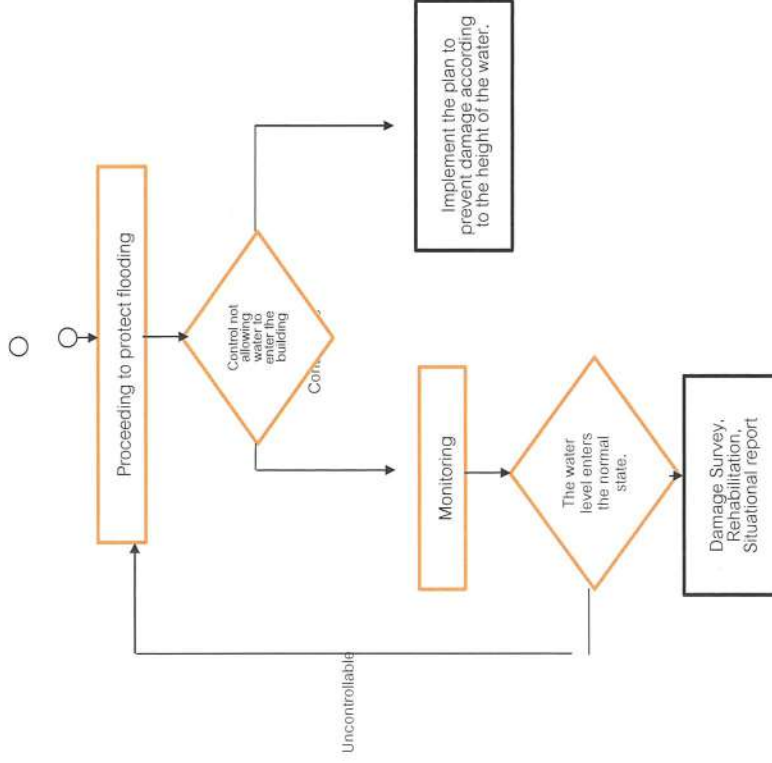 Proceeding to protect flooding
Control not
allowing
water to
enter the
building
Implement the plan to
prevent damage according
to the height of the water.
Monitoring
The water
level enters
the normal
state.
Uncontrollable
Damage Survey,
Rehabilitation,
Situational report